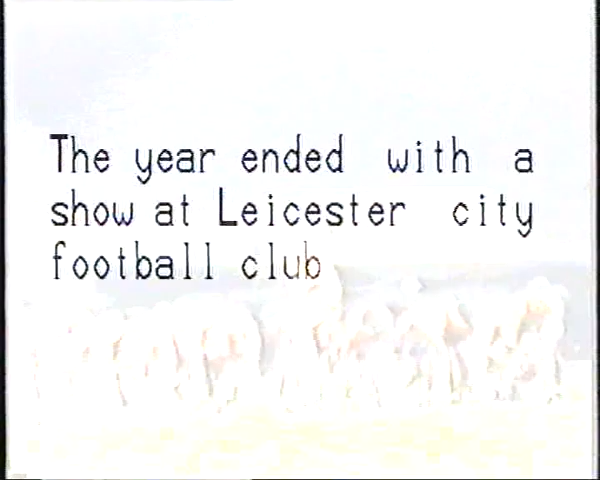 The year ended with a
show at Leicester city
football club